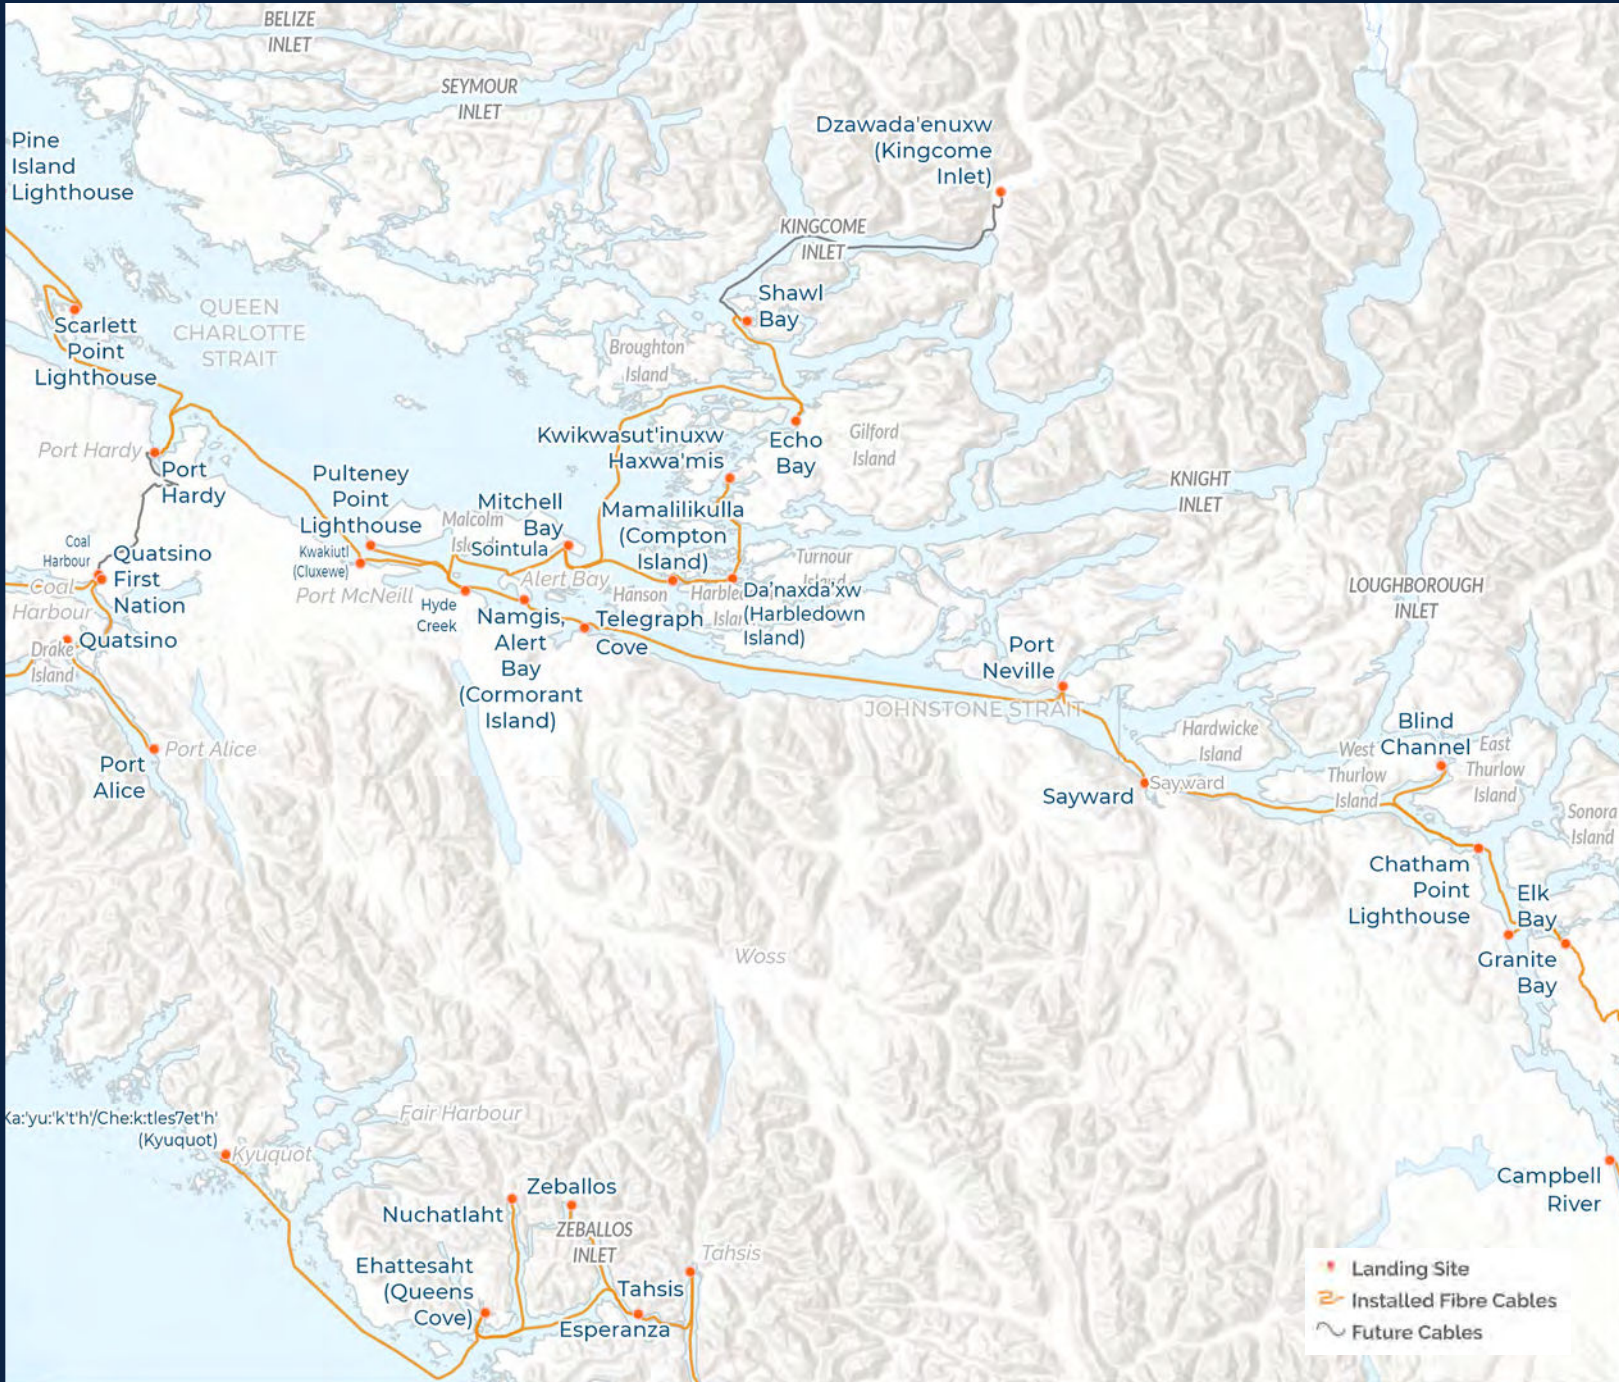 BELIZE
INLET
SEYMOUR
INLET
Pine
Island
Lighthouse
Dzawada'enuxw
(Kingcome
Inlet)
KINGCOME
INLET
Shawl
Bay
QUEEN
CHARLOTTE
STRAIT
Scarlett
Point
Lighthouse
Broughton
Island
Kwikwasut'inuxw
Haxwa'mis
Echo
Bay
Gilford
Island
Port Hardy
Port
Hardy
Pulteney
Point
Lighthouse
Mitchell
Bay
Malcolm
Sointula
Mamalilikulla
(Compton
Island)
KNIGHT
INLET
Coal
Harbour
Quatsino
First
Nation
Kwakiutl
(Cluxewe)
Alert Bay
Turnour
Island
Hanson
Da'naxda'xw
(Harbledown
Island)
LOUGHBOROUGH
INLET
Coal
Harbour
Port McNeill
Hyde
Creek
Namgis,
Alert
Bay
(Cormorant
Island)
Telegraph
Cove
Quatsino
Drake
Island
Port
Neville
JOHNSTONE STRAIT
Port Alice
Port
Alice
Hardwicke
Island
Blind
Channel
West
Thurlow
Island
East
Thurlow
Island
Sayward
Sayward
Sonora
Island
Chatham
Point
Lighthouse
Elk
Bay
Granite
Bay
Woss
Ka:'yu:'k't'h'/Che:k:tles7et'h'
(Kyuquot)
Kyuquot
Fair Harbour
Campbell
River
Nuchatlaht
Zeballos
ZEBALLOS
INLET
Ehattesaht
(Queens
Cove)
Tahsis
Tahsis
Esperanza
Landing Site
Installed Fibre Cables
Future Cables